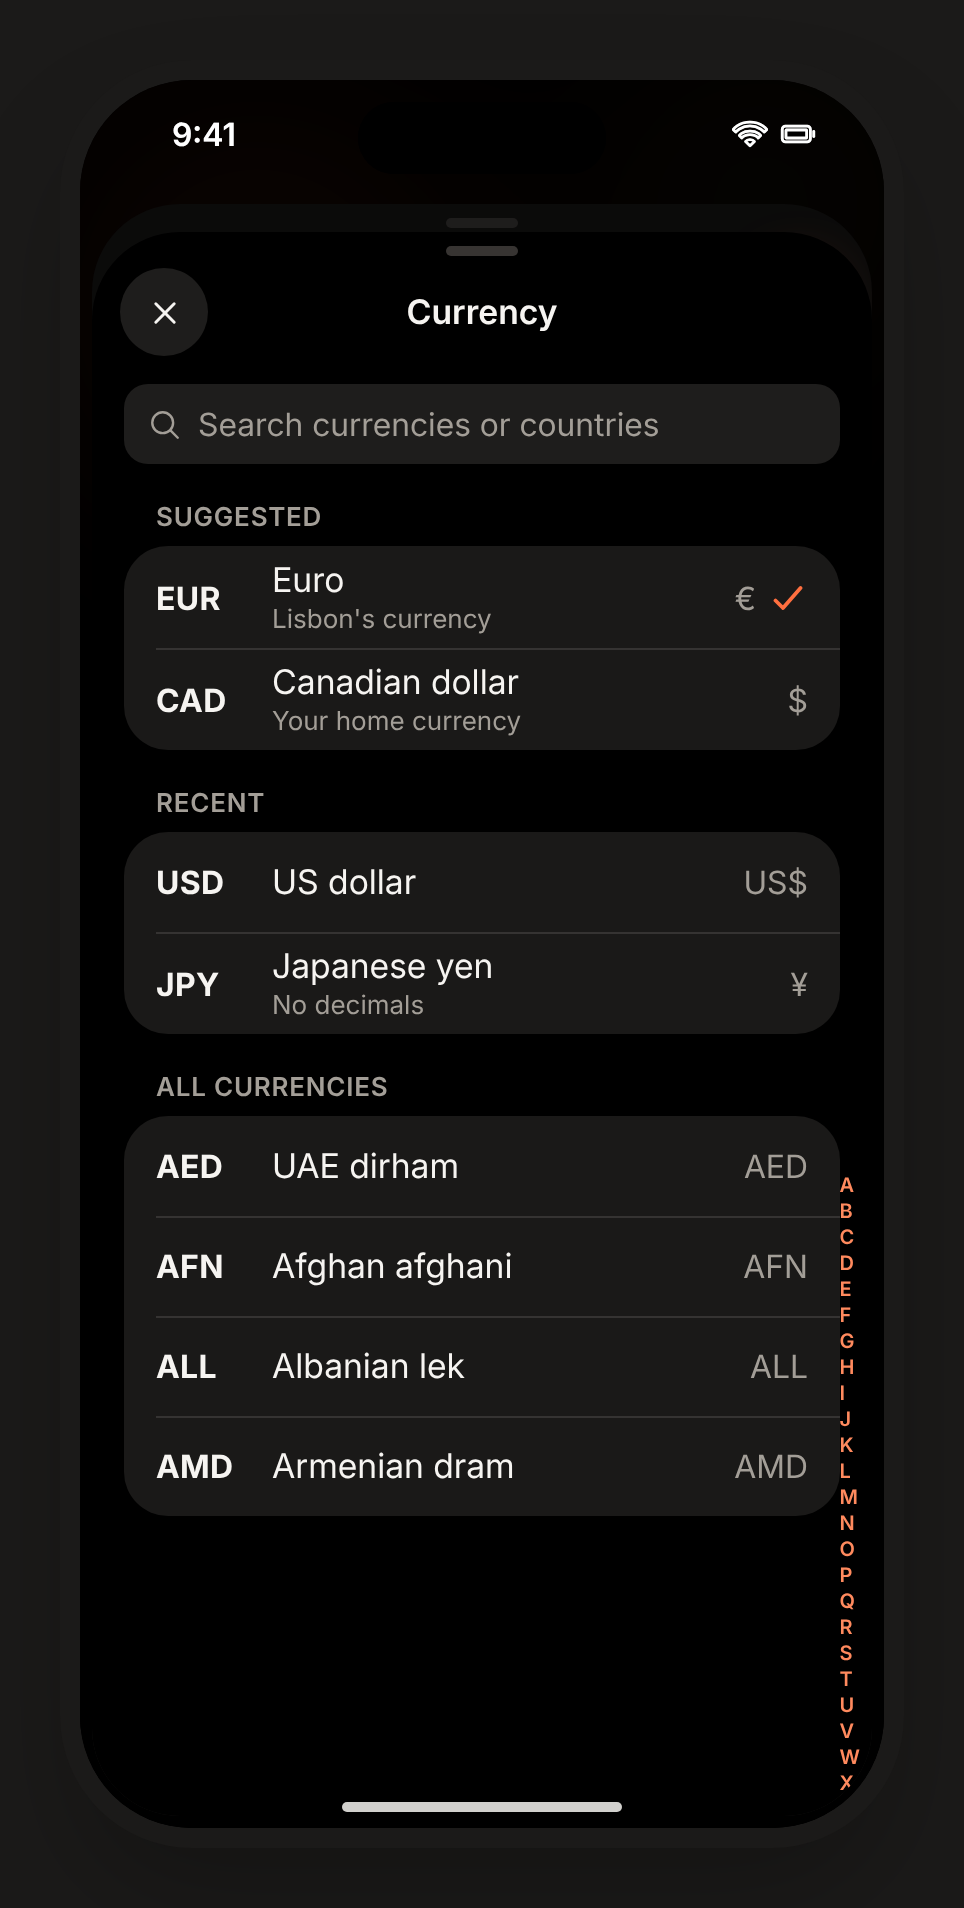 9:41
Currency
Search currencies or countries
SUGGESTED
EUR Euro €
Lisbon's currency
CAD Canadian dollar $
Your home currency
RECENT
USD US dollar US$
JPY Japanese yen ¥
No decimals
ALL CURRENCIES
AED UAE dirham AED
AFN Afghan afghani AFN
ALL Albanian lek ALL
AMD Armenian dram AMD
A
B
C
D
E
F
G
H
I
J
K
L
M
N
O
P
Q
R
S
T
U
V
W
X